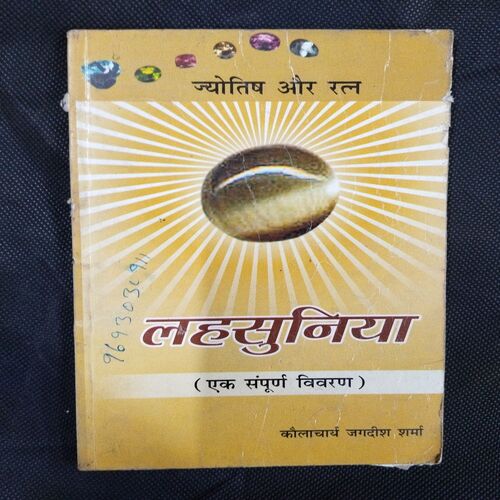 ज्योतिष और रत्न
लहसुनिया
(एक संपूर्ण विवरण)
कौलाचार्य जगदीश शर्मा